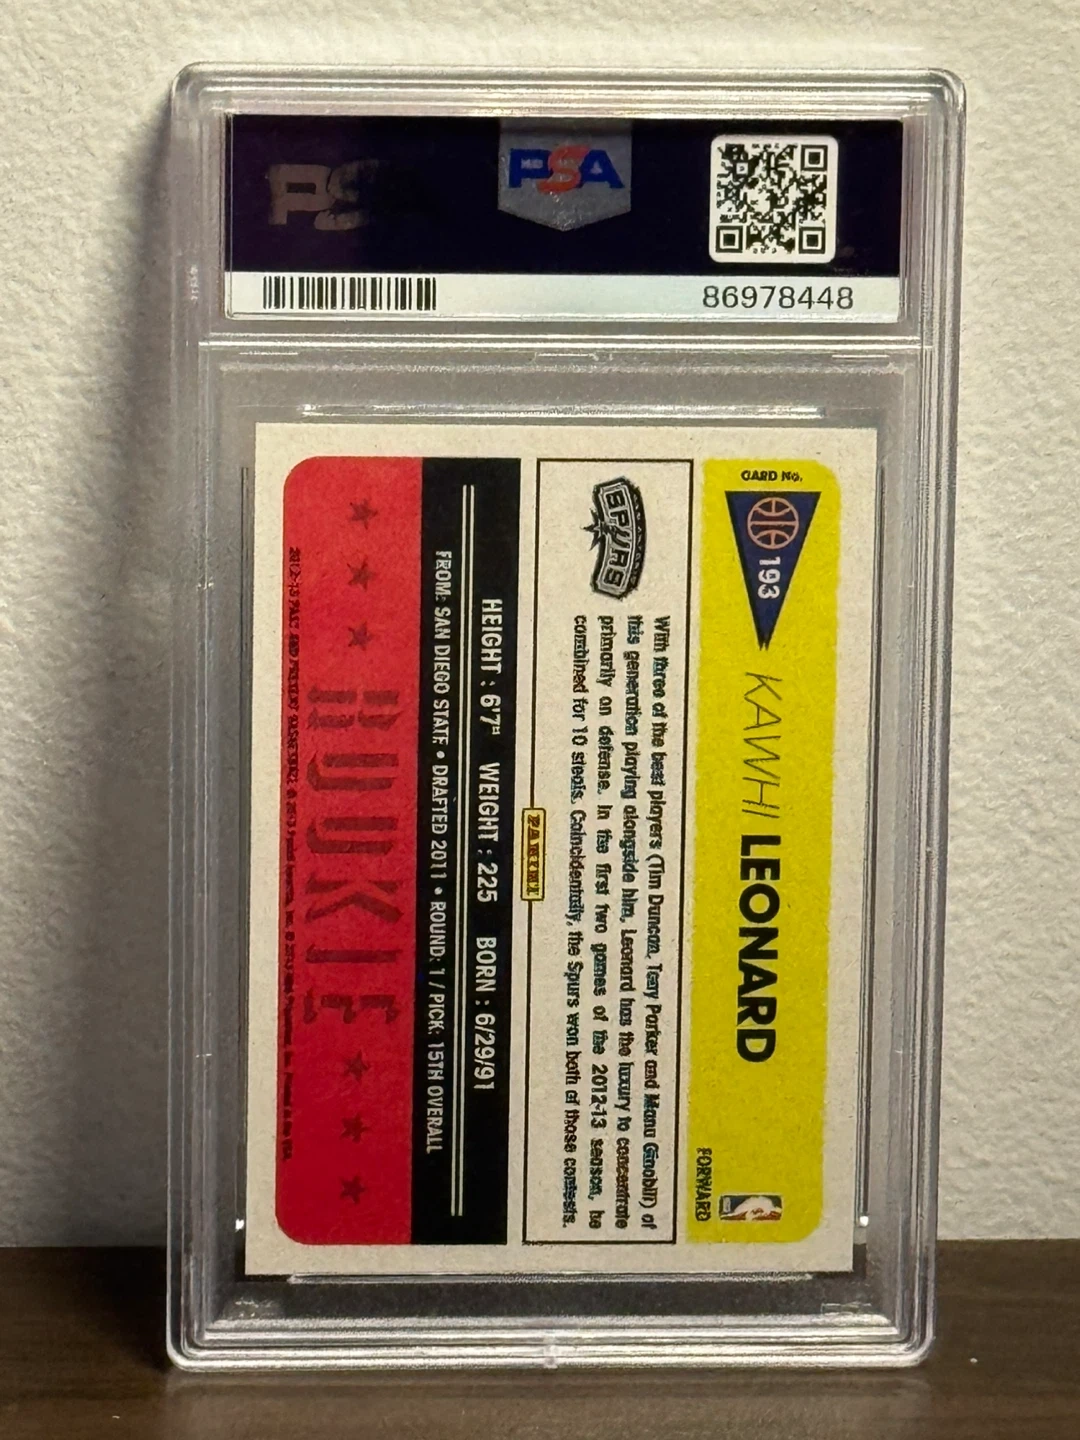 PSA
PS
86978448
CARD No.
193
KAWHI LEONARD
FORWARD
SPURS
With three of the best players (Tim Duncan, Tony Parker and Manu Ginobili) of
this generation playing alongside him, Leonard has the luxury to concentrate
primarily on defense. In the first two games of the 2012-13 season, he
combined for 10 steals. Coincidentally, the Spurs won both of those contests.
PANINI
HEIGHT : 6'7" WEIGHT : 225 BORN : 6/29/91
FROM: SAN DIEGO STATE • DRAFTED 2011 • ROUND: 1 / PICK: 15TH OVERALL
ROOKIE